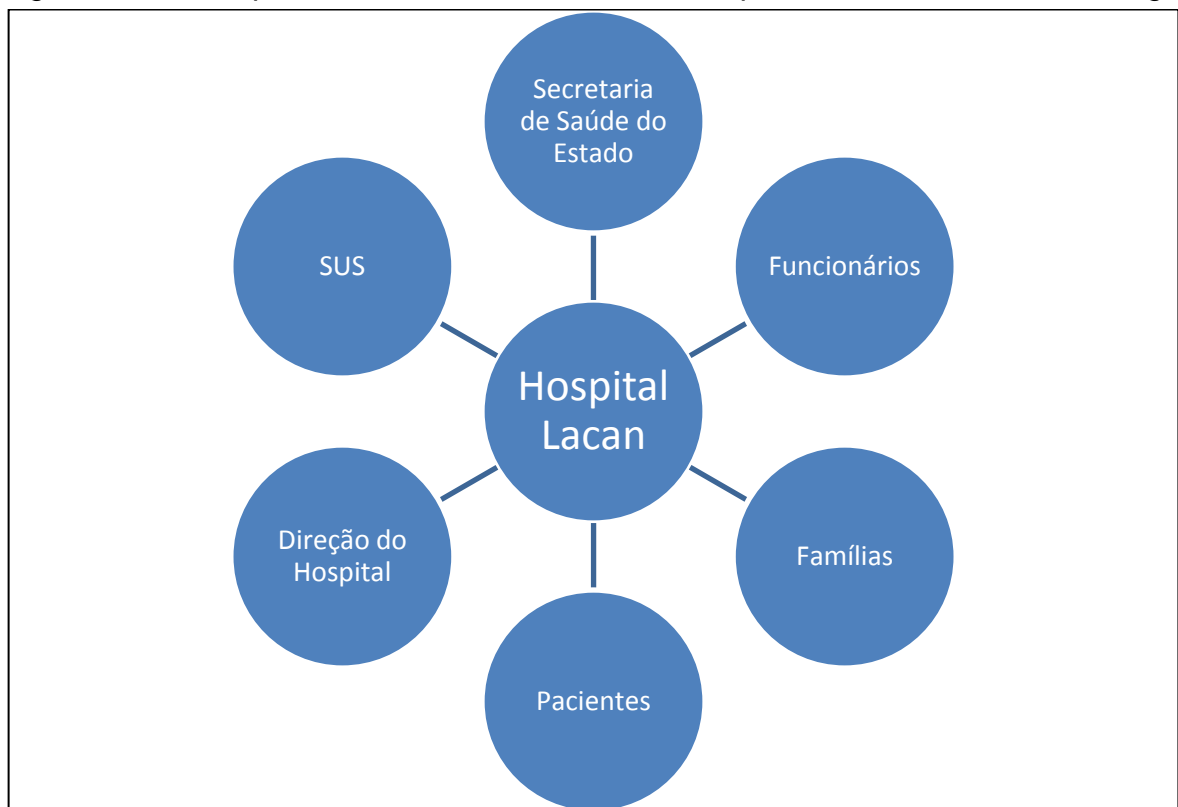 Secretaria
de Saúde do
Estado
SUS
Funcionários
Hospital
Lacan
Direção do
Hospital
Famílias
Pacientes